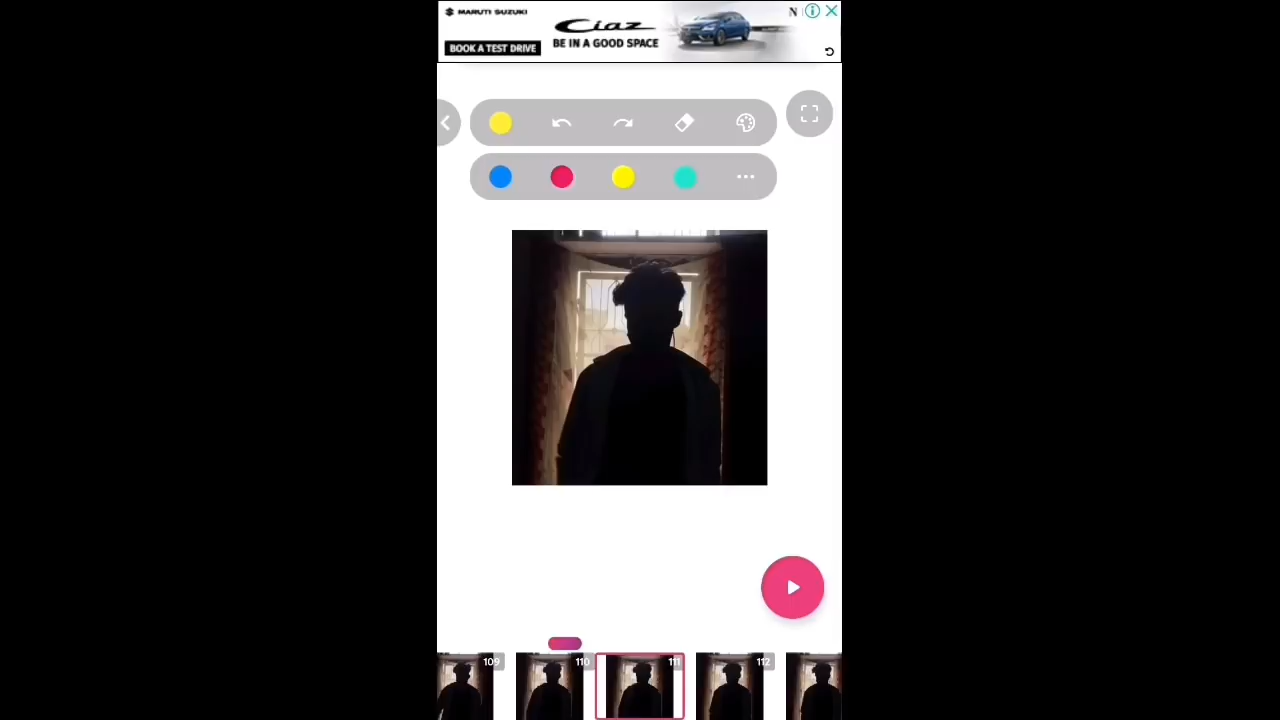 MARUTI SUZUKI
Ciaz
BOOK A TEST DRIVE
BE IN A GOOD SPACE
N
109
110
111
112